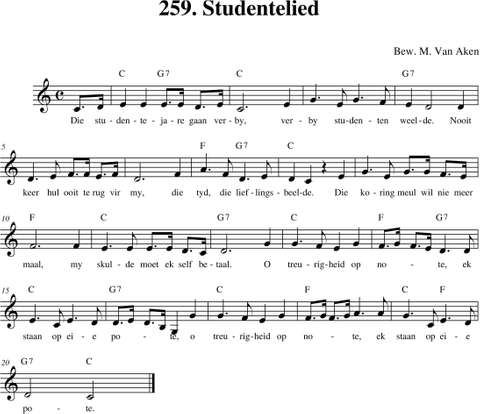 259. Studentelied
Bew. M. Van Aken
C G7 C G7
Die stu - den - te - ja - re gaan ver - by, ver - by stu - den - ten weel - de. Nooit
5 F G7 C
keer hul ooit te rug vir my, die tyd, die lief - lings - beel - de. Die ko - ring meul wil nie meer
10 F C G7 C G7
maal, my skul - de moet ek self be - taal. O treu - rig - heid op no - te, ek
15 C G7 C F F
staan op ei - e po - te, o treu - rig - heid op no - te, ek staan op ei - e
20 G7 C
po - te.